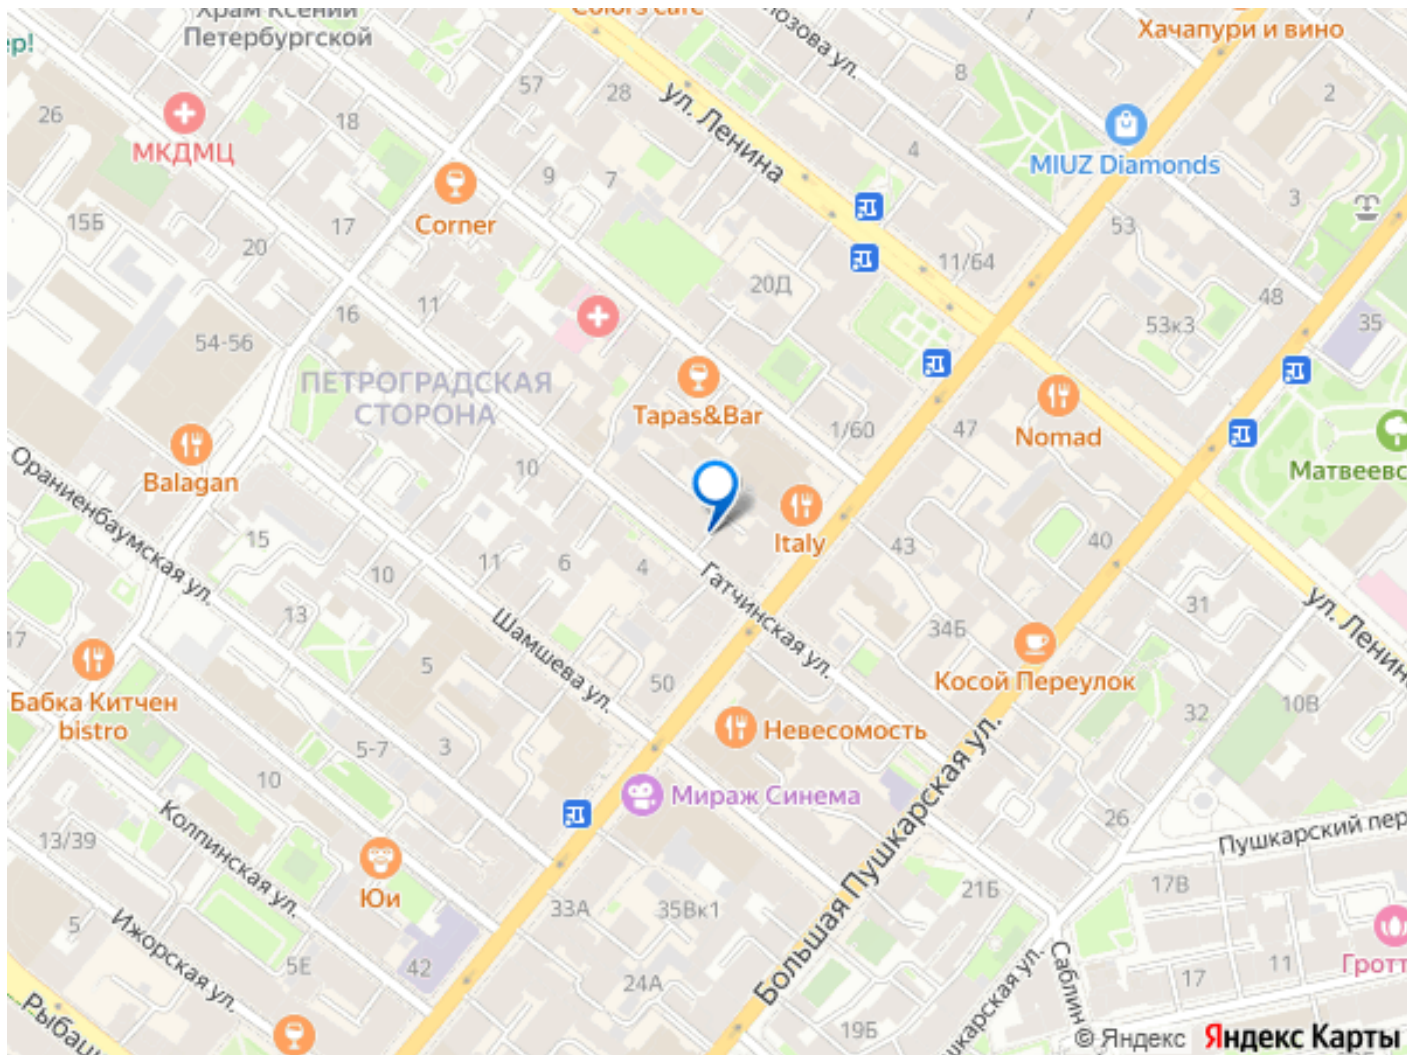 Храм Ксении
Петербургской
Colors cafe
Хачапури и вино
ер!
26
МКДМЦ
18
57
28
ул. Ленина
8
2
MIUZ Diamonds
4
9
7
Corner
15Б
17
20
3
53
11/64
20Д
48
53к3
35
11
16
54-56
ПЕТРОГРАДСКАЯ
СТОРОНА
Tapas&Bar
1/60
47
Nomad
Матвеевс
Balagan
10
Ораниенбаумская ул.
15
Italy
43
40
11
6
4
10
13
Гатчинская ул.
31
ул. Ленина
17
34Б
Шамшева ул.
5
50
Косой Переулок
Бабка Китчен
bistro
10В
32
Невесомость
5-7
3
10
Мираж Синема
26
Пушкарский пер
13/39
Колпинская ул.
Юи
17В
21Б
33А
35Вк1
Большая Пушкарская ул.
5
Ижорская ул.
5Е
42
24А
19Б
шкарская ул.
Саблин
17
11
Грот
Рыбац
© Яндекс Яндекс Карты